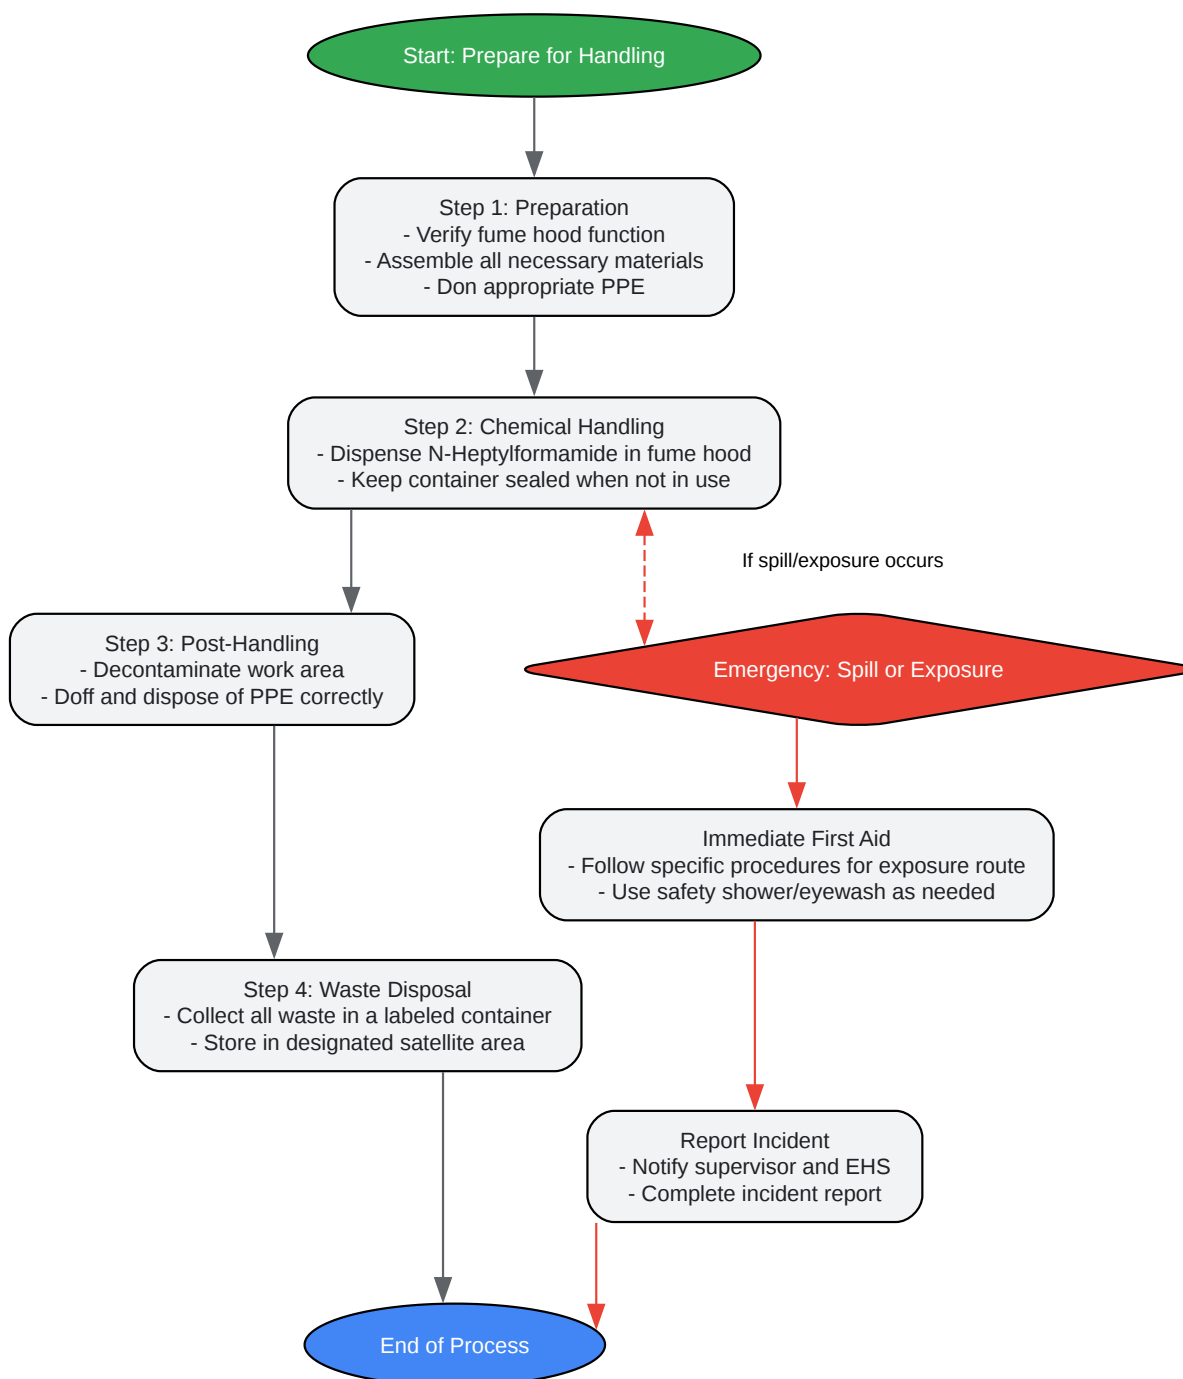 Start: Prepare for Handling
Step 1: Preparation
- Verify fume hood function
- Assemble all necessary materials
- Don appropriate PPE
Step 2: Chemical Handling
- Dispense N-Heptylformamide in fume hood
- Keep container sealed when not in use
If spill/exposure occurs
Step 3: Post-Handling
- Decontaminate work area
- Doff and dispose of PPE correctly
Emergency: Spill or Exposure
Immediate First Aid
- Follow specific procedures for exposure route
- Use safety shower/eyewash as needed
Step 4: Waste Disposal
- Collect all waste in a labeled container
- Store in designated satellite area
Report Incident
- Notify supervisor and EHS
- Complete incident report
End of Process